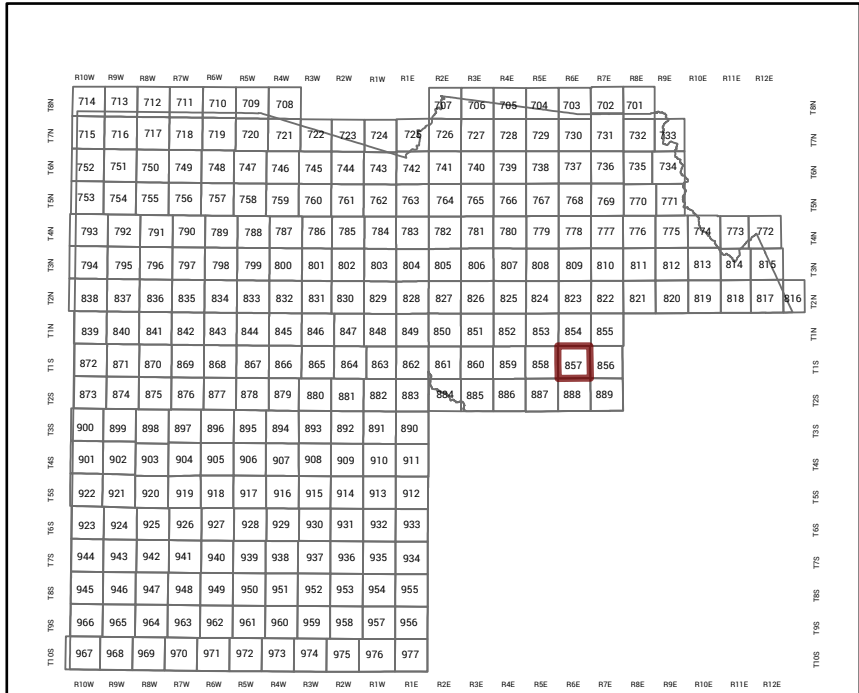 R10W R9W R8W R7W R6W R5W R4W R3W R2W R1W R1E R2E R3E R4E R5E R6E R7E R8E R9E R10E R11E R12E
T8N 714 713 712 711 710 709 708 707 706 705 704 703 702 701 T8N
T7N 715 716 717 718 719 720 721 722 723 724 725 726 727 728 729 730 731 732 733 T7N
T6N 752 751 750 749 748 747 746 745 744 743 742 741 740 739 738 737 736 735 734 T6N
T5N 753 754 755 756 757 758 759 760 761 762 763 764 765 766 767 768 769 770 771 T5N
T4N 793 792 791 790 789 788 787 786 785 784 783 782 781 780 779 778 777 776 775 774 773 772 T4N
T3N 794 795 796 797 798 799 800 801 802 803 804 805 806 807 808 809 810 811 812 813 814 815 T3N
T2N 838 837 836 835 834 833 832 831 830 829 828 827 826 825 824 823 822 821 820 819 818 817 816 T2N
T1N 839 840 841 842 843 844 845 846 847 848 849 850 851 852 853 854 855 T1N
T1S 872 871 870 869 868 867 866 865 864 863 862 861 860 859 858 857 856 T1S
T2S 873 874 875 876 877 878 879 880 881 882 883 884 885 886 887 888 889 T2S
T3S 900 899 898 897 896 895 894 893 892 891 890 T3S
T4S 901 902 903 904 905 906 907 908 909 910 911 T4S
T5S 922 921 920 919 918 917 916 915 914 913 912 T5S
T6S 923 924 925 926 927 928 929 930 931 932 933 T6S
T7S 944 943 942 941 940 939 938 937 936 935 934 T7S
T8S 945 946 947 948 949 950 951 952 953 954 955 T8S
T9S 966 965 964 963 962 961 960 959 958 957 956 T9S
T10S 967 968 969 970 971 972 973 974 975 976 977 T10S
R10W R9W R8W R7W R6W R5W R4W R3W R2W R1W R1E R2E R3E R4E R5E R6E R7E R8E R9E R10E R11E R12E